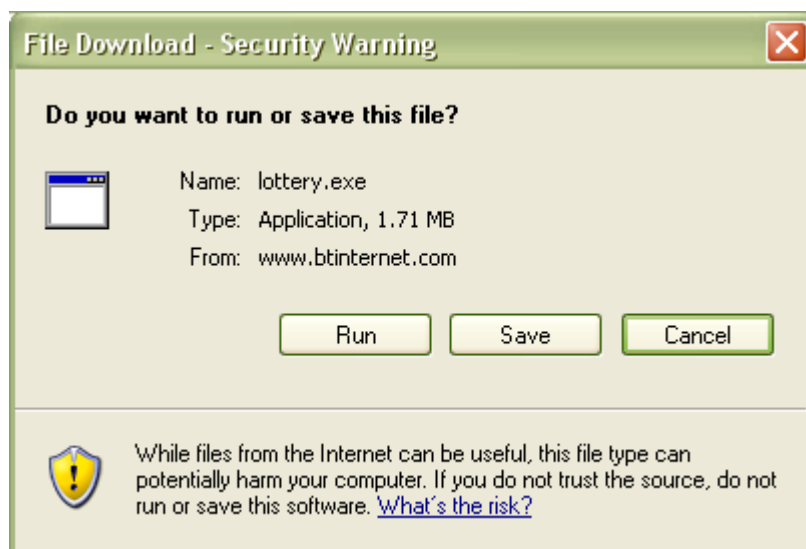 File Download - Security Warning
Do you want to run or save this file?
Name: lottery.exe
Type: Application, 1.71 MB
From: www.btinternet.com
Run Save Cancel
While files from the Internet can be useful, this file type can
potentially harm your computer. If you do not trust the source, do not
run or save this software. What's the risk?